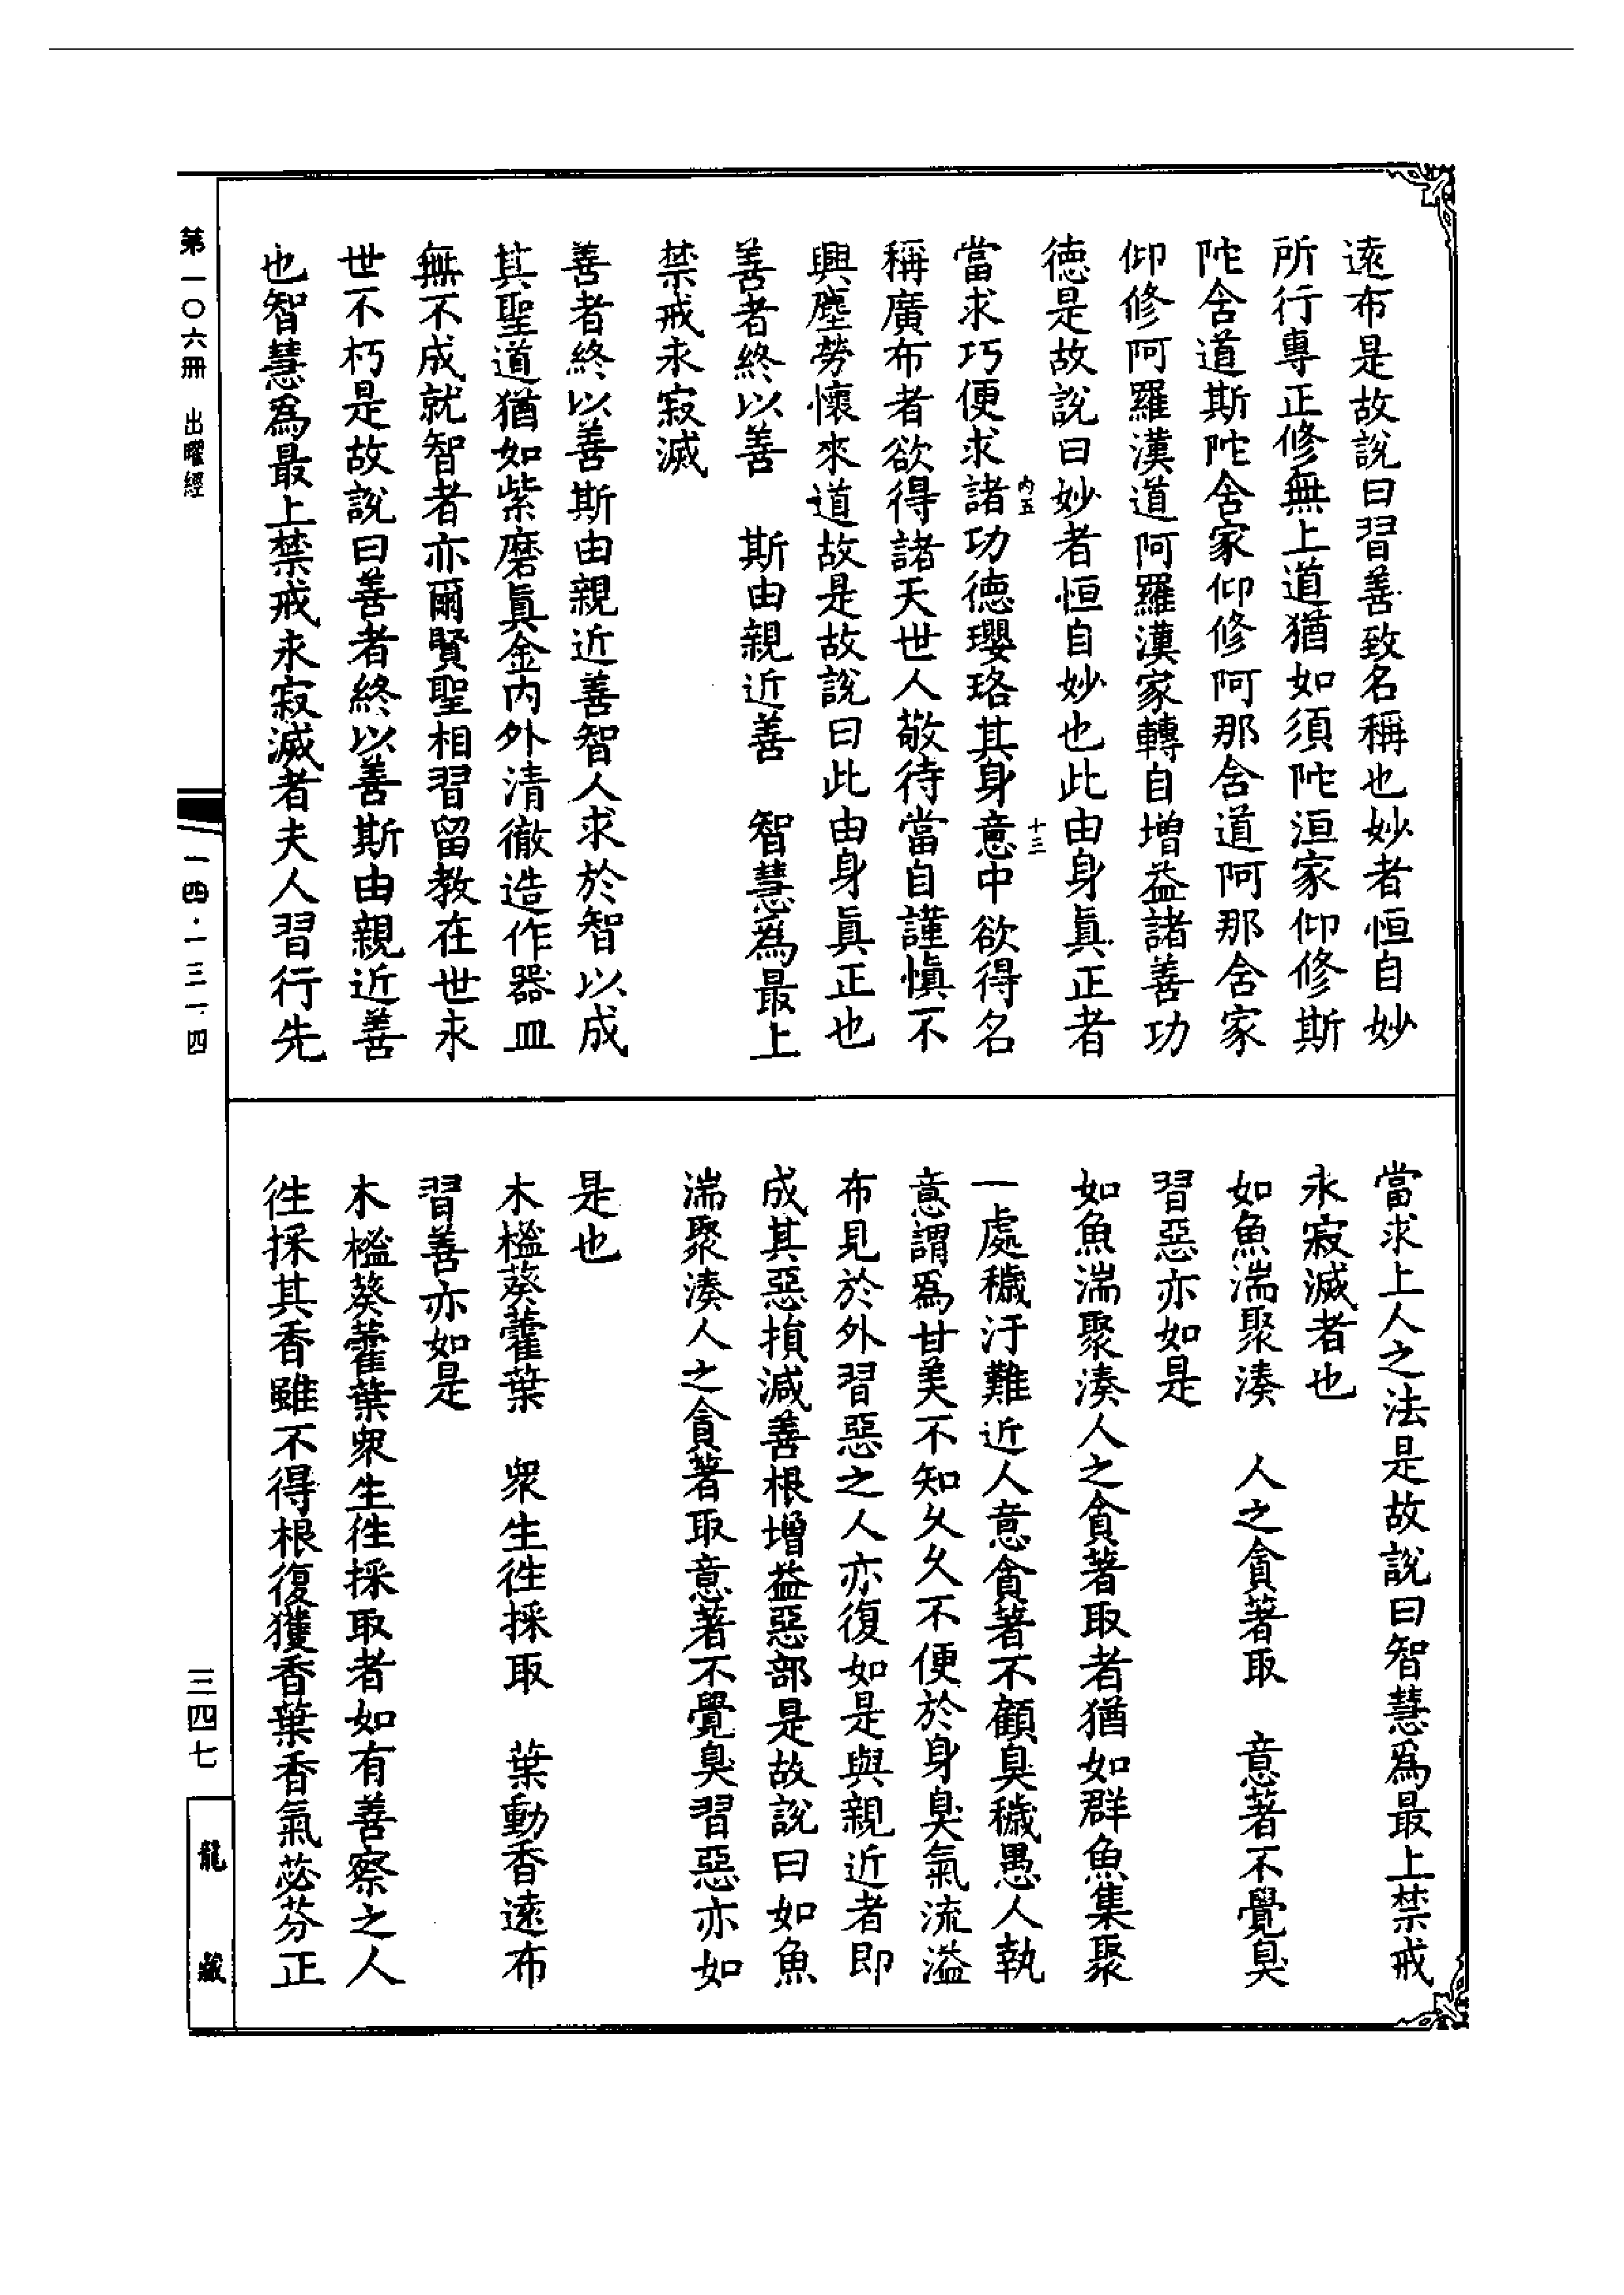 遠布是故說曰習善致名稱也妙者恒自妙
所行專正修無上道猶如須陀洹家仰修斯
陀含道斯陀含家仰修阿那含道阿那含家
仰修阿羅漢道阿羅漢家轉自增益諸善功
德是故說曰妙者恒自妙也此由身真正者
內五
十三
當求巧便求諸功德瓔珞其身意中欲得名
稱廣布者欲得諸天世人敬待當自謹慎不
興塵勞懷來道故是故說曰此由身真正也
善者終以善　斯由親近善　智慧為最上
禁戒永寂滅
善者終以善斯由親近善智人求於智以成
其聖道猶如紫磨真金內外清徹造作器皿
無不成就智者亦爾賢聖相習留教在世永
世不朽是故說曰善者終以善斯由親近善
也智慧為最上禁戒永寂滅者夫人習行先
當求上人之法是故說曰智慧為最上禁戒
永寂滅者也
如魚湍聚湊　人之貪著取　意著不覺臭
習惡亦如是
如魚湍聚湊人之貪著取者猶如群魚集聚
一處穢汙難近人意貪著不顧臭穢愚人執
意謂為甘美不知久久不便於身臭氣流溢
布見於外習惡之人亦復如是與親近者即
成其惡損減善根增益惡部是故說曰如魚
湍聚湊人之貪著取意著不覺臭習惡亦如
是也
木榓葵藿葉　眾生往採取　葉動香遠布
習善亦如是
木榓葵藿葉眾生往採取者如有善察之人
往採其香雖不得根復獲香葉香氣苾芬正
第一〇六冊　出曜經
一四·一三一·四
三四七
龍藏